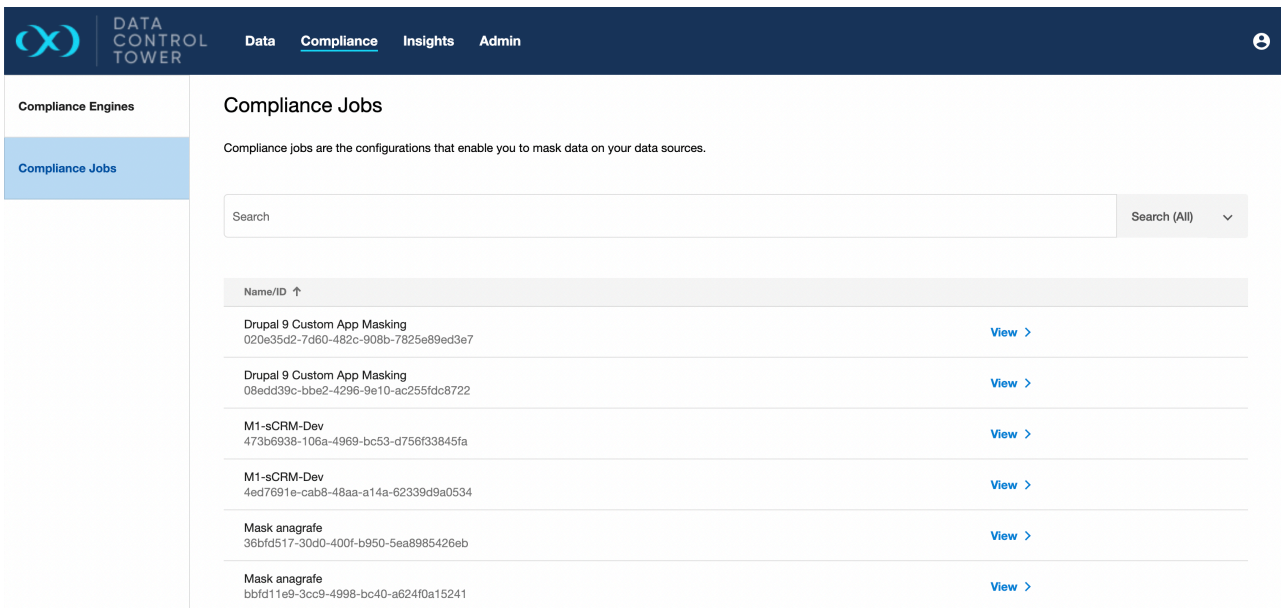 DATA
CONTROL
TOWER
Data Compliance Insights Admin
Compliance Engines
Compliance Jobs
Compliance Jobs
Compliance jobs are the configurations that enable you to mask data on your data sources.
Search
Search (All)
Name/ID
Drupal 9 Custom App Masking
020e35d2-7d60-482c-908b-7825e89ed3e7
View
Drupal 9 Custom App Masking
08edd39c-bbe2-4296-9e10-ac255fdc8722
View
M1-sCRM-Dev
473b6938-106a-4969-bc53-d756f33845fa
View
M1-sCRM-Dev
4ed7691e-cab8-48aa-a14a-62339d9a0534
View
Mask anagrafe
36bfd517-30d0-400f-b950-5ea8985426eb
View
Mask anagrafe
bbfd11e9-3cc9-4998-bc40-a624f0a15241
View